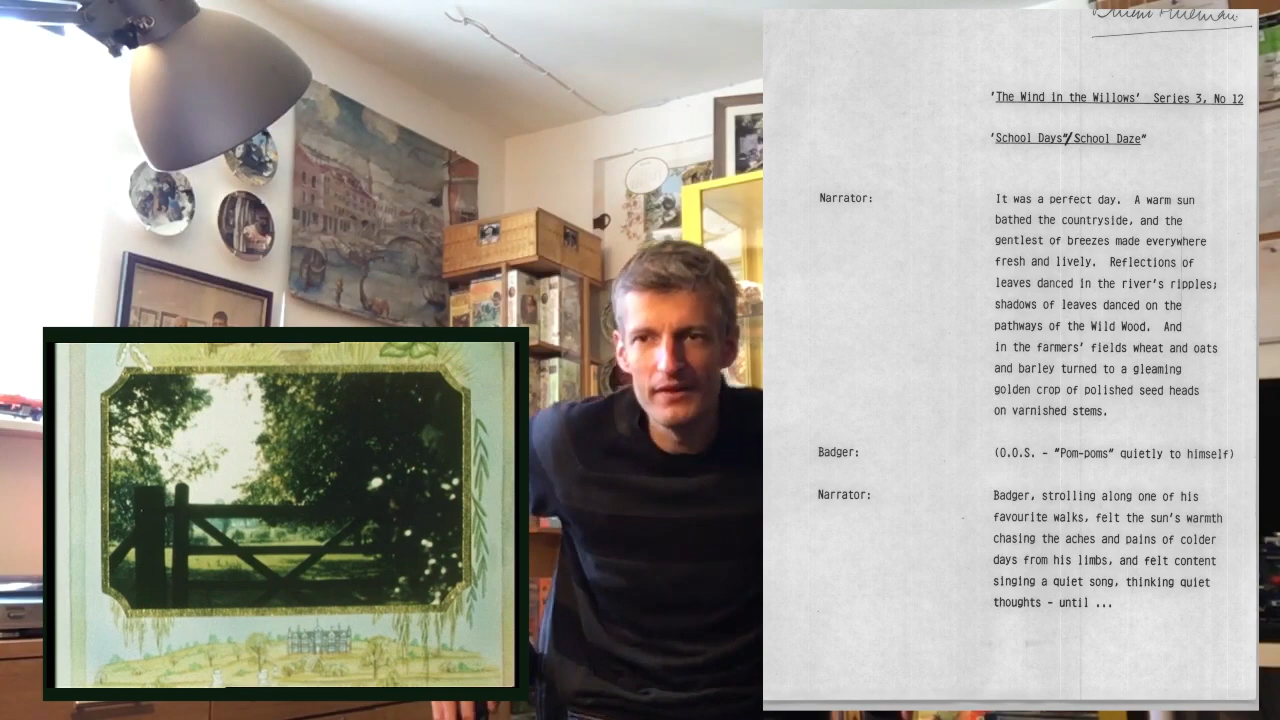 'The Wind in the Willows' Series 3, No 12
'School Days"/School Daze"
Narrator: It was a perfect day. A warm sun
bathed the countryside, and the
gentlest of breezes made everywhere
fresh and lively. Reflections of
leaves danced in the river's ripples;
shadows of leaves danced on the
pathways of the Wild Wood. And
in the farmers' fields wheat and oats
and barley turned to a gleaming
golden crop of polished seed heads
on varnished stems.
Badger: (O.O.S. - "Pom-poms" quietly to himself)
Narrator: Badger, strolling along one of his
favourite walks, felt the sun's warmth
chasing the aches and pains of colder
days from his limbs, and felt content
singing a quiet song, thinking quiet
thoughts - until ...